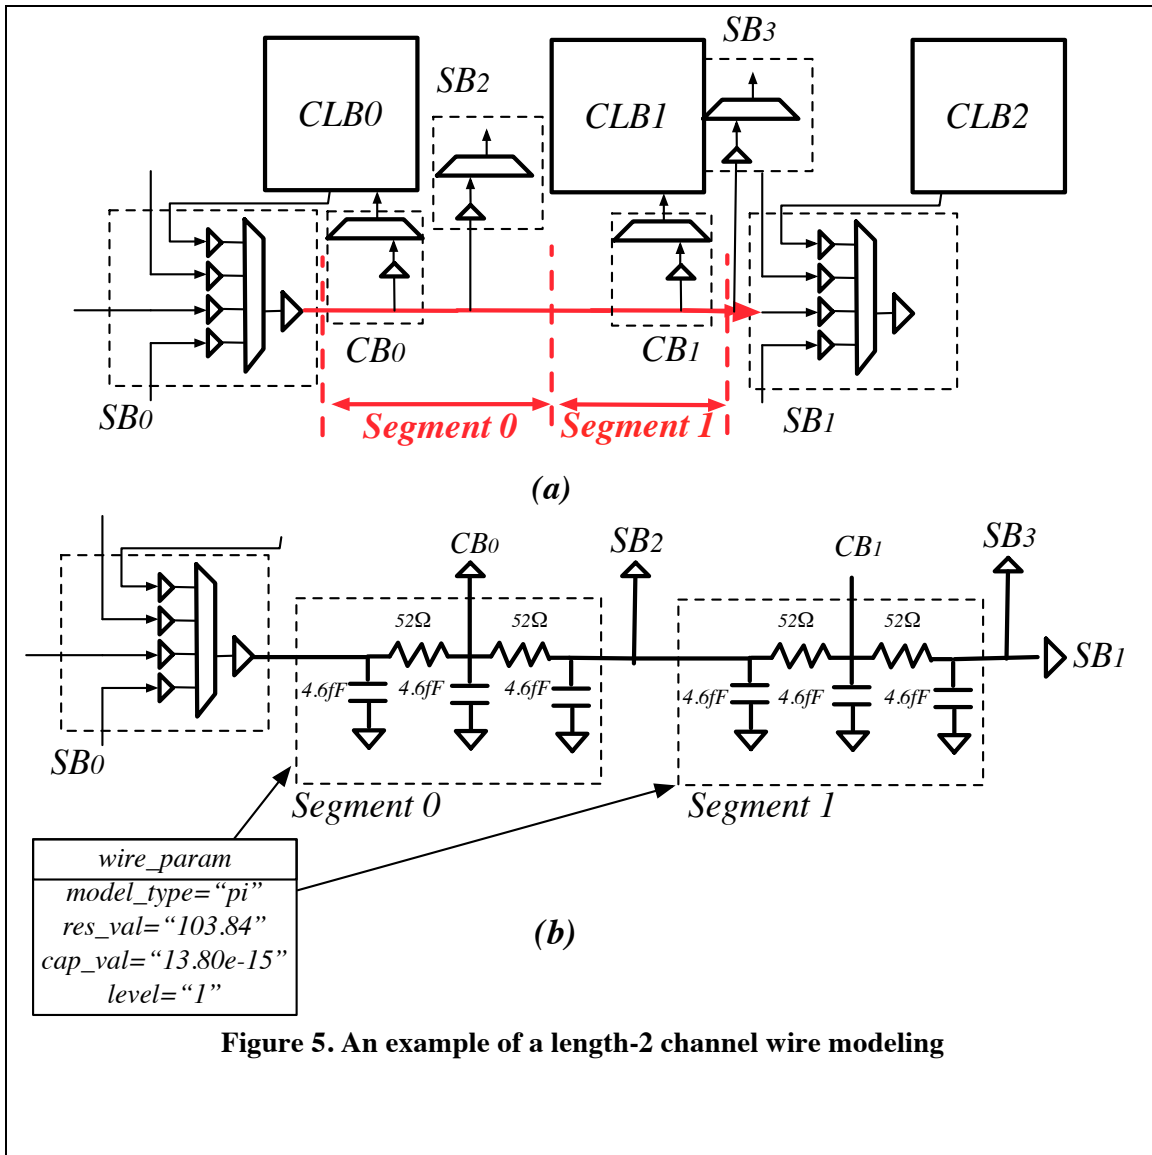 SB3
SB2
CLB0
CLB1
CLB2
CB0
CB1
SB0
SB1
Segment 0
Segment 1
(a)
CB0
SB2
CB1
SB3
52Ω
52Ω
52Ω
52Ω
SB1
4.6fF
4.6fF
4.6fF
4.6fF
4.6fF
4.6fF
SB0
Segment 0
Segment 1
wire_param
model_type=“pi”
res_val=“103.84”
cap_val=“13.80e-15”
level=“1”
(b)
Figure 5. An example of a length-2 channel wire modeling